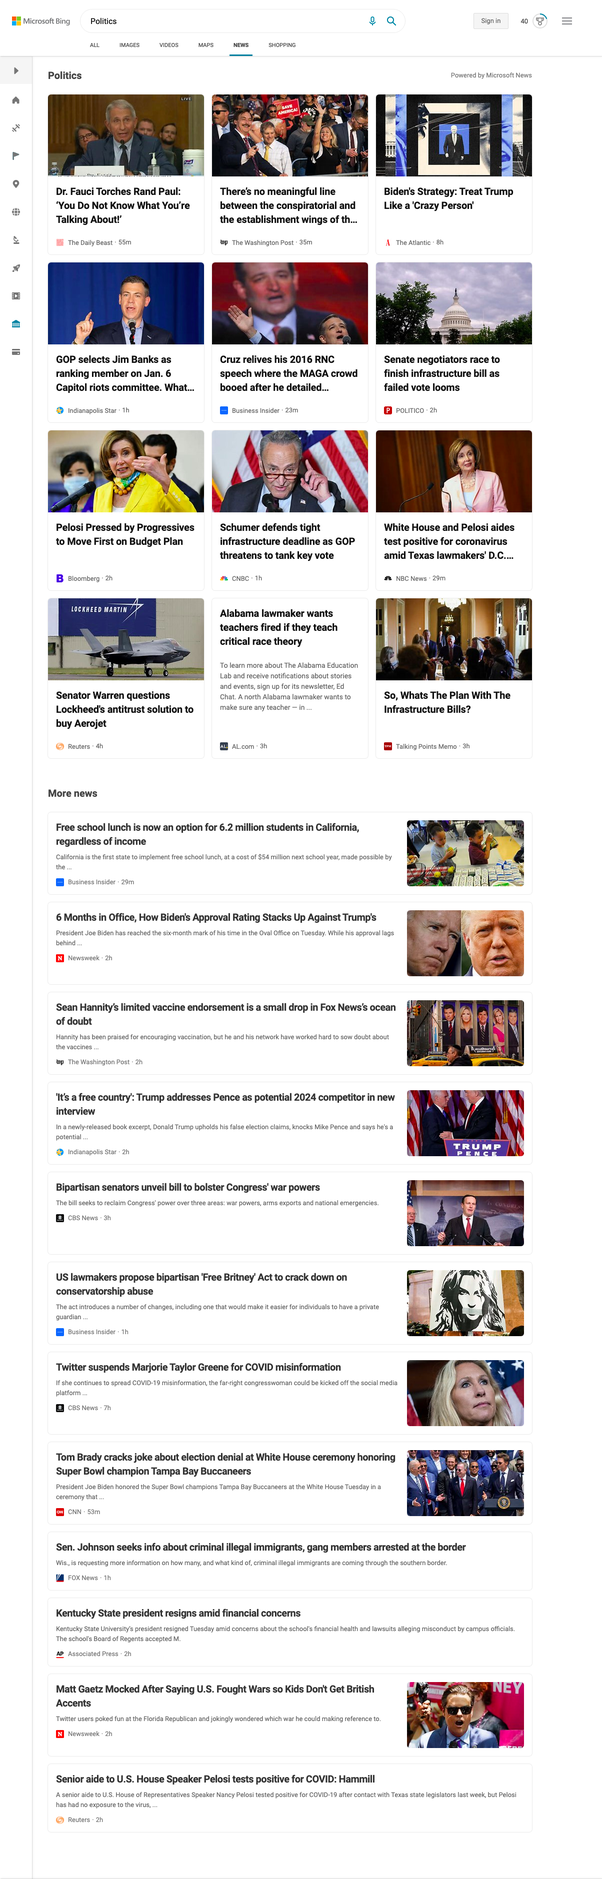 Microsoft Bing
Politics
Sign in
40
ALL
IMAGES
VIDEOS
MAPS
NEWS
SHOPPING
Politics
Powered by Microsoft News
LIVE
SAVE
AMERICA!
Dr. Fauci Torches Rand Paul:
‘You Do Not Know What You’re
Talking About!’
The Daily Beast · 55m
There’s no meaningful line
between the conspiratorial and
the establishment wings of th...
wp The Washington Post · 35m
Biden's Strategy: Treat Trump
Like a 'Crazy Person'
The Atlantic · 8h
GOP selects Jim Banks as
ranking member on Jan. 6
Capitol riots committee. What...
Indianapolis Star · 1h
Cruz relives his 2016 RNC
speech where the MAGA crowd
booed after he detailed...
Business Insider · 23m
Senate negotiators race to
finish infrastructure bill as
failed vote looms
POLITICO · 2h
Pelosi Pressed by Progressives
to Move First on Budget Plan
B Bloomberg · 2h
Schumer defends tight
infrastructure deadline as GOP
threatens to tank key vote
CNBC · 1h
White House and Pelosi aides
test positive for coronavirus
amid Texas lawmakers' D.C....
NBC News · 29m
LOCKHEED MARTIN
Senator Warren questions
Lockheed's antitrust solution to
buy Aerojet
Reuters · 4h
Alabama lawmaker wants
teachers fired if they teach
critical race theory
To learn more about The Alabama Education
Lab and receive notifications about stories
and events, sign up for its newsletter, Ed
Chat. A north Alabama lawmaker wants to
make sure any teacher — in ...
AL.com · 3h
So, Whats The Plan With The
Infrastructure Bills?
Talking Points Memo · 3h
More news
Free school lunch is now an option for 6.2 million students in California,
regardless of income
California is the first state to implement free school lunch, at a cost of $54 million next school year, made possible by
the ...
Business Insider · 29m
6 Months in Office, How Biden's Approval Rating Stacks Up Against Trump's
President Joe Biden has reached the six-month mark of his time in the Oval Office on Tuesday. While his approval lags
behind ...
N Newsweek · 2h
Sean Hannity’s limited vaccine endorsement is a small drop in Fox News’s ocean
of doubt
Hannity has been praised for encouraging vaccination, but he and his network have worked hard to sow doubt about
the vaccines ...
wp The Washington Post · 2h
'It's a free country': Trump addresses Pence as potential 2024 competitor in new
interview
In a newly-released book excerpt, Donald Trump upholds his false election claims, knocks Mike Pence and says he's a
potential ...
Indianapolis Star · 2h
TRUMP
PENCE
Bipartisan senators unveil bill to bolster Congress' war powers
The bill seeks to reclaim Congress' power over three areas: war powers, arms exports and national emergencies.
CBS News · 3h
US lawmakers propose bipartisan 'Free Britney' Act to crack down on
conservatorship abuse
The act introduces a number of changes, including one that would make it easier for individuals to have a private
guardian ...
Business Insider · 1h
Twitter suspends Marjorie Taylor Greene for COVID misinformation
If she continues to spread COVID-19 misinformation, the far-right congresswoman could be kicked off the social media
platform ...
CBS News · 7h
Tom Brady cracks joke about election denial at White House ceremony honoring
Super Bowl champion Tampa Bay Buccaneers
President Joe Biden honored the Super Bowl champions Tampa Bay Buccaneers at the White House Tuesday in a
ceremony that ...
CNN · 53m
Sen. Johnson seeks info about criminal illegal immigrants, gang members arrested at the border
Wis., is requesting more information on how many, and what kind of, criminal illegal immigrants are coming through the southern border.
FOX News · 1h
Kentucky State president resigns amid financial concerns
Kentucky State University's president resigned Tuesday amid concerns about the school's financial health and lawsuits alleging misconduct by campus officials.
The school's Board of Regents accepted M.
AP Associated Press · 2h
Matt Gaetz Mocked After Saying U.S. Fought Wars so Kids Don't Get British
Accents
Twitter users poked fun at the Florida Republican and jokingly wondered which war he could making reference to.
N Newsweek · 2h
NEY
Senior aide to U.S. House Speaker Pelosi tests positive for COVID: Hammill
A senior aide to U.S. House of Representatives Speaker Nancy Pelosi tested positive for COVID-19 after contact with Texas state legislators last week, but Pelosi
has had no exposure to the virus, ...
Reuters · 2h